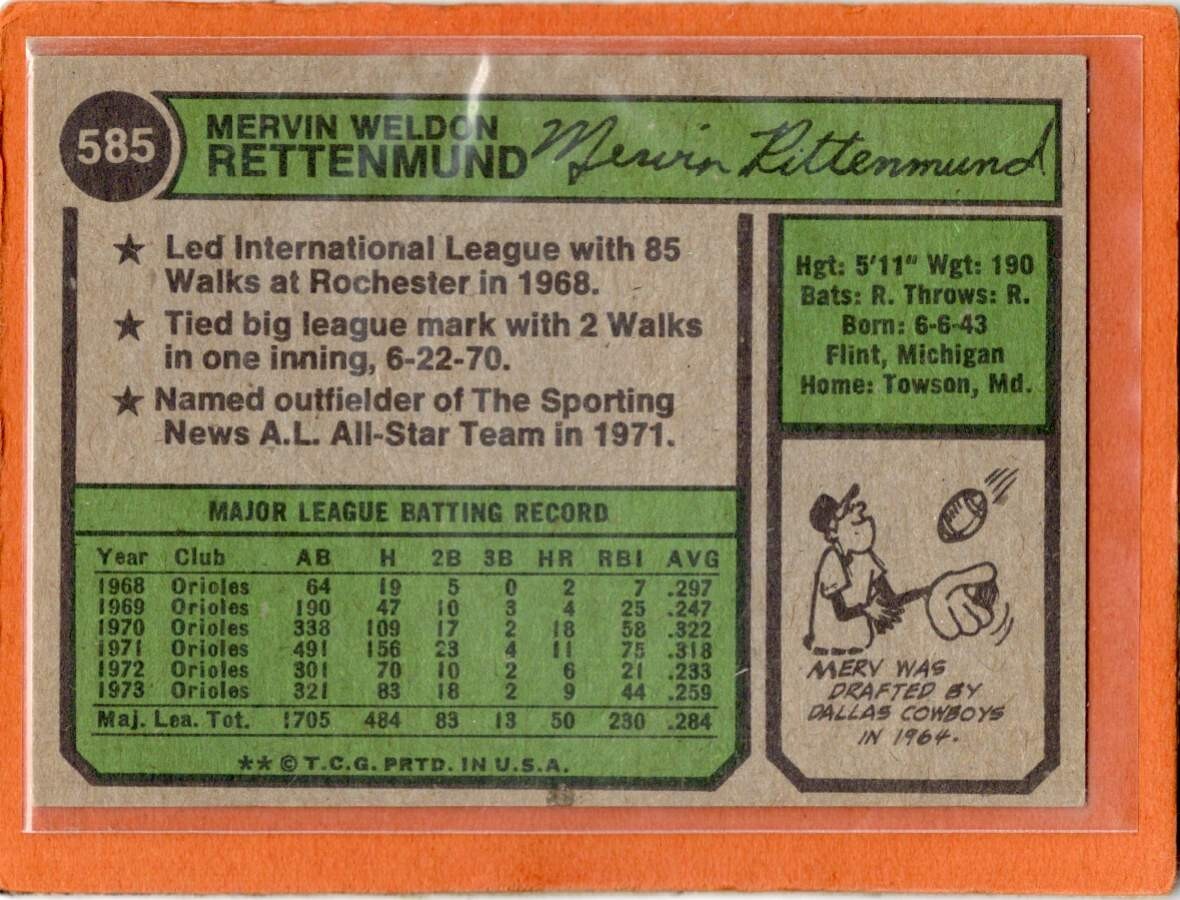 585
MERVIN WELDON
RETTENMUND
Mervin Rettenmund
★ Led International League with 85
Walks at Rochester in 1968.
★ Tied big league mark with 2 Walks
in one inning, 6-22-70.
★ Named outfielder of The Sporting
News A.L. All-Star Team in 1971.
Hgt: 5'11" Wgt: 190
Bats: R. Throws: R.
Born: 6-6-43
Flint, Michigan
Home: Towson, Md.
MAJOR LEAGUE BATTING RECORD
Year Club AB H 2B 3B HR RBI AVG
1968 Orioles 64 19 5 0 2 7 .297
1969 Orioles 190 47 10 3 4 25 .247
1970 Orioles 338 109 17 2 18 58 .322
1971 Orioles 491 156 23 4 11 75 .318
1972 Orioles 301 70 10 2 6 21 .233
1973 Orioles 321 83 18 2 9 44 .259
Maj. Lea. Tot. 1705 484 83 13 50 230 .284
**© T.C.G. PRTD. IN U.S.A.
MERV WAS
DRAFTED BY
DALLAS COWBOYS
IN 1964.